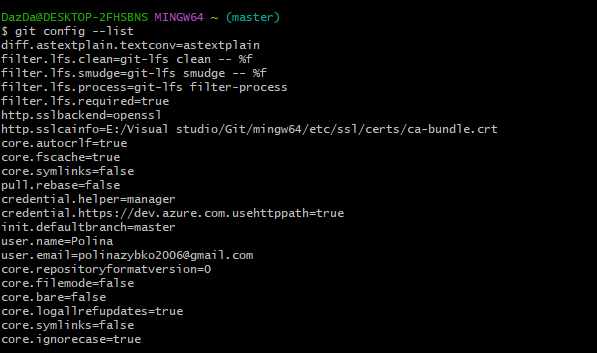 DazDa@DESKTOP-2FHSBNS MINGW64 ~ (master)
$ git config --list
diff.astextplain.textconv=astextplain
filter.lfs.clean=git-lfs clean -- %f
filter.lfs.smudge=git-lfs smudge -- %f
filter.lfs.process=git-lfs filter-process
filter.lfs.required=true
http.sslbackend=openssl
http.sslcainfo=E:/Visual studio/Git/mingw64/etc/ssl/certs/ca-bundle.crt
core.autocrlf=true
core.fscache=true
core.symlinks=false
pull.rebase=false
credential.helper=manager
credential.https://dev.azure.com.usehttppath=true
init.defaultbranch=master
user.name=Polina
user.email=polinazybko2006@gmail.com
core.repositoryformatversion=0
core.filemode=false
core.bare=false
core.logallrefupdates=true
core.symlinks=false
core.ignorecase=true